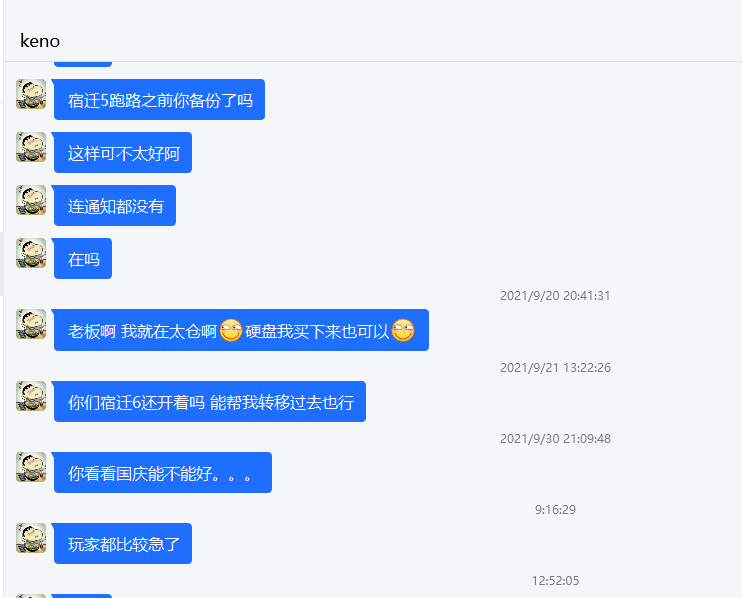 keno
宿迁5跑路之前你备份了吗
这样可不太好阿
连通知都没有
在吗
2021/9/20 20:41:31
老板啊 我就在太仓啊 硬盘我买下来也可以
2021/9/21 13:22:26
你们宿迁6还开着吗 能帮我转移过去也行
2021/9/30 21:09:48
你看看国庆能不能好。。。
9:16:29
玩家都比较急了
12:52:05